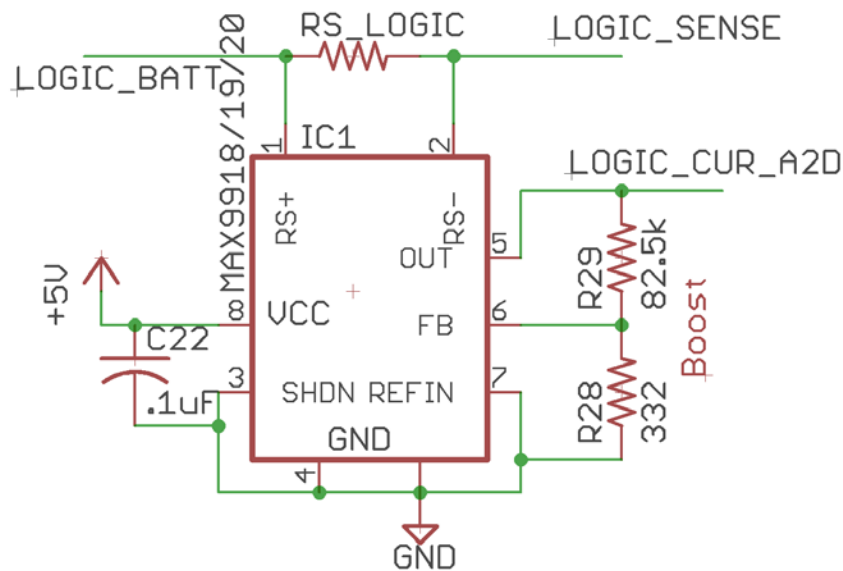 RS_LOGIC
LOGIC_SENSE
LOGIC_BATT
MAX9918/19/20
1
IC1
2
LOGIC_CUR_A2D
RS+
RS-
5
OUT
R29
82.5k
+5V
8
VCC
6
FB
Boost
C22
3
.1uF
SHDN
REFIN
7
R28
332
GND
4
GND